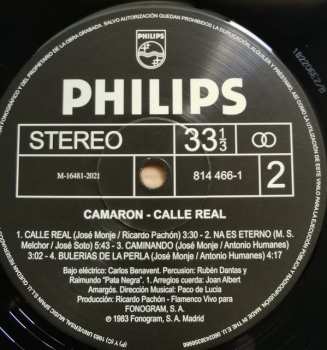 PHILIPS
PHILIPS
STEREO
33 1/3
M-16481-2021
814 466-1
2
CAMARON - CALLE REAL
1. CALLE REAL (José Monje / Ricardo Pachón) 3:30 - 2. NA ES ETERNO (M. S.
Melchor / José Soto) 5:43 - 3. CAMINANDO (José Monje / Antonio Humanes)
3:02 - 4. BULERIAS DE LA PERLA (José Monje / Antonio Humanes) 4:17
Bajo eléctrico: Carles Benavent. Percusion: Rubén Dantas y
Raimundo "Pata Negra". 1. Arreglos cuerda: Joan Albert
Amargós. Dirección Musical: Paco de Lucía
Producción: Ricardo Pachón - Flamenco Vivo para
FONOGRAM, S. A.
℗ 1983 Fonogram, S. A. Madrid